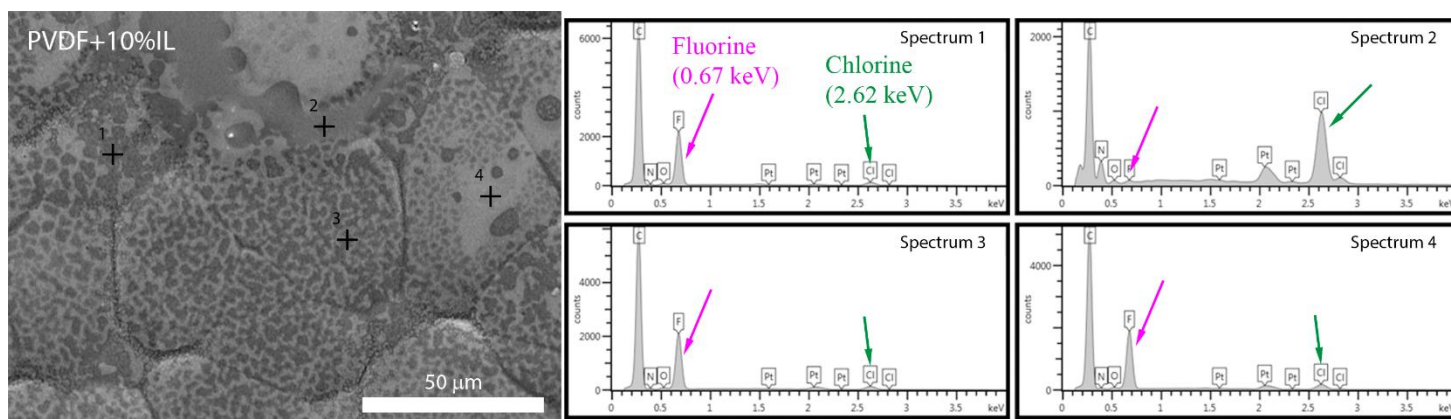 PVDF+10%IL
1
2
3
4
50 μm
Spectrum 1
Fluorine
(0.67 keV)
Chlorine
(2.62 keV)
counts
6000
4000
2000
0
C
N
O
F
Pt
Pt
Pt
Cl
Cl
0 0.5 1 1.5 2 2.5 3 3.5 keV
Spectrum 2
counts
2000
1000
0
C
N
O
F
Pt
Pt
Pt
Cl
Cl
0 0.5 1 1.5 2 2.5 3 3.5 keV
Spectrum 3
counts
4000
2000
0
C
N
O
F
Pt
Pt
Pt
Cl
Cl
0 0.5 1 1.5 2 2.5 3 3.5 keV
Spectrum 4
counts
4000
2000
0
C
N
O
F
Pt
Pt
Pt
Cl
Cl
0 0.5 1 1.5 2 2.5 3 3.5 keV